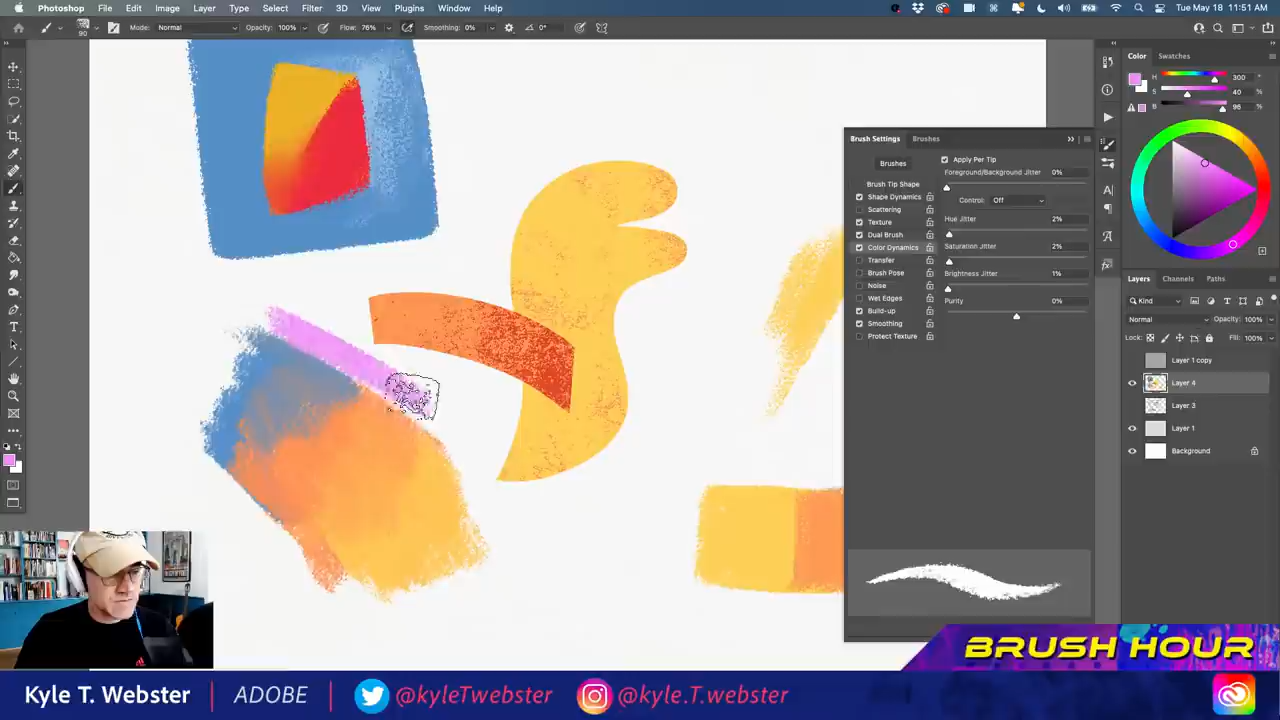 Photoshop File Edit Image Layer Type Select Filter 3D View Plugins Window Help
Tue May 18 11:51 AM
90 Mode: Normal Opacity: 100% Flow: 76% Smoothing: 0% 0°
Color Swatches
H 300 °
S 40 %
B 96 %
Brush Settings Brushes
Brushes
Brush Tip Shape
Shape Dynamics
Scattering
Texture
Dual Brush
Color Dynamics
Transfer
Brush Pose
Noise
Wet Edges
Build-up
Smoothing
Protect Texture
Apply Per Tip
Foreground/Background Jitter 0%
Control: Off
Hue Jitter 2%
Saturation Jitter 2%
Brightness Jitter 1%
Purity 0%
Layers Channels Paths
Kind
Normal Opacity: 100%
Lock: Fill: 100%
Layer 1 copy
Layer 4
Layer 3
Layer 1
Background
BRUSH HOUR
Kyle T. Webster | ADOBE @kyleTwebster @kyle.T.webster